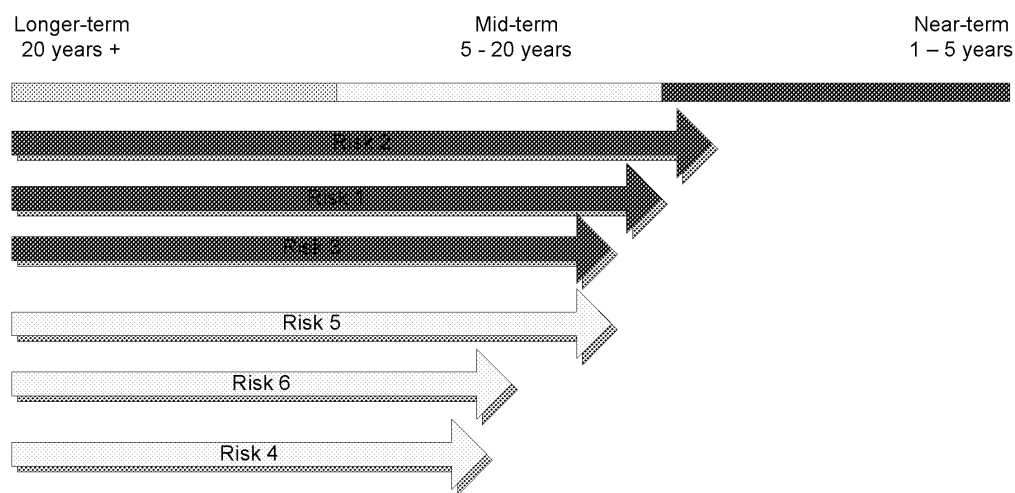 Longer-term
20 years +
Mid-term
5 - 20 years
Near-term
1 – 5 years
Risk 2
Risk 1
Risk 3
Risk 5
Risk 6
Risk 4